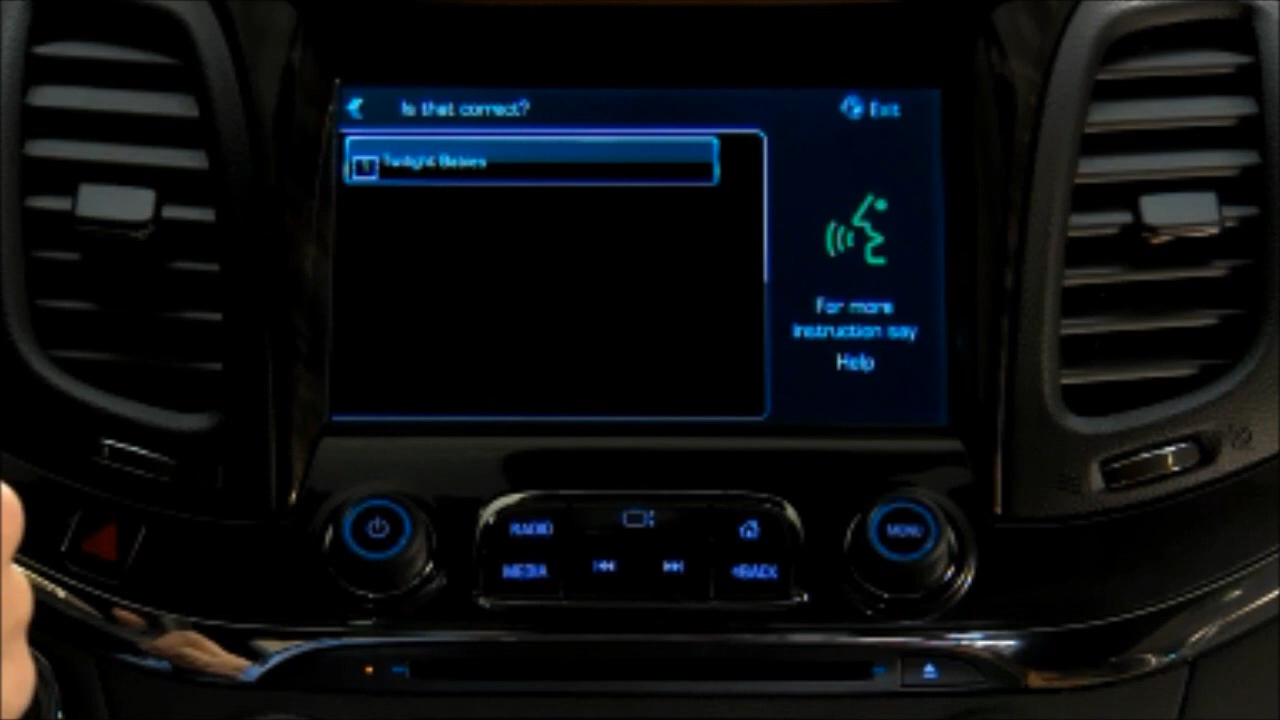 Is that correct?
Exit
Twilight Babies
For more
instruction say
Help
RADIO
MENU
MEDIA
BACK